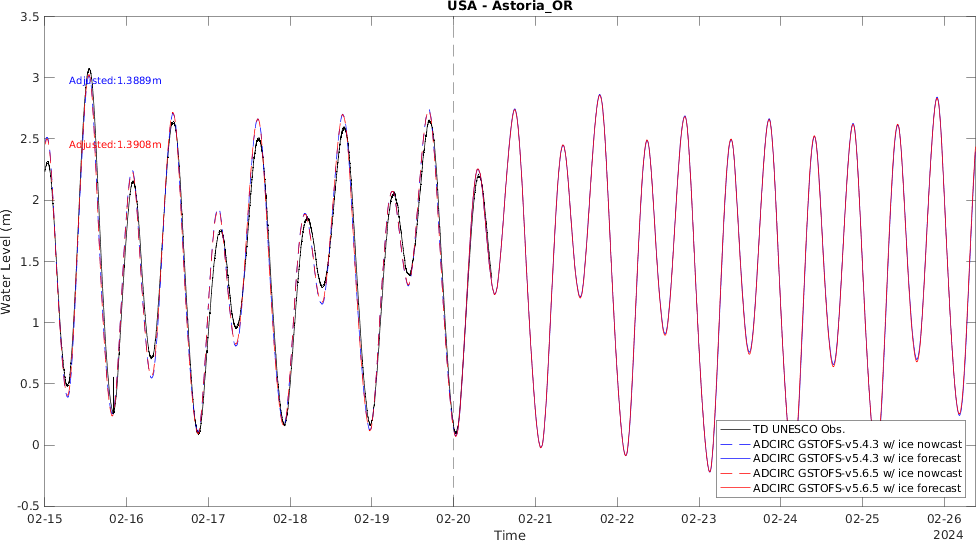 USA - Astoria_OR
3.5
3
2.5
2
1.5
1
0.5
0
-0.5
Water Level (m)
Adjusted:1.3889m
Adjusted:1.3908m
TD UNESCO Obs.
ADCIRC GSTOFS-v5.4.3 w/ ice nowcast
ADCIRC GSTOFS-v5.4.3 w/ ice forecast
ADCIRC GSTOFS-v5.6.5 w/ ice nowcast
ADCIRC GSTOFS-v5.6.5 w/ ice forecast
02-15 02-16 02-17 02-18 02-19 02-20 02-21 02-22 02-23 02-24 02-25 02-26
Time
2024